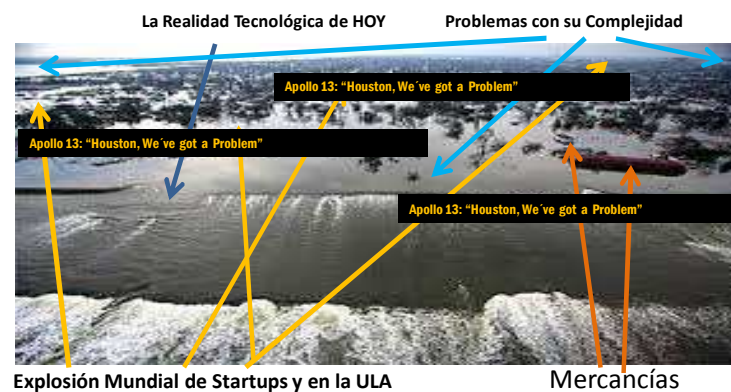 La Realidad Tecnológica de HOY
Problemas con su Complejidad
Apollo 13: “Houston, We´ve got a Problem”
Apollo 13: “Houston, We´ve got a Problem”
Apollo 13: “Houston, We´ve got a Problem”
Explosión Mundial de Startups y en la ULA
Mercancías